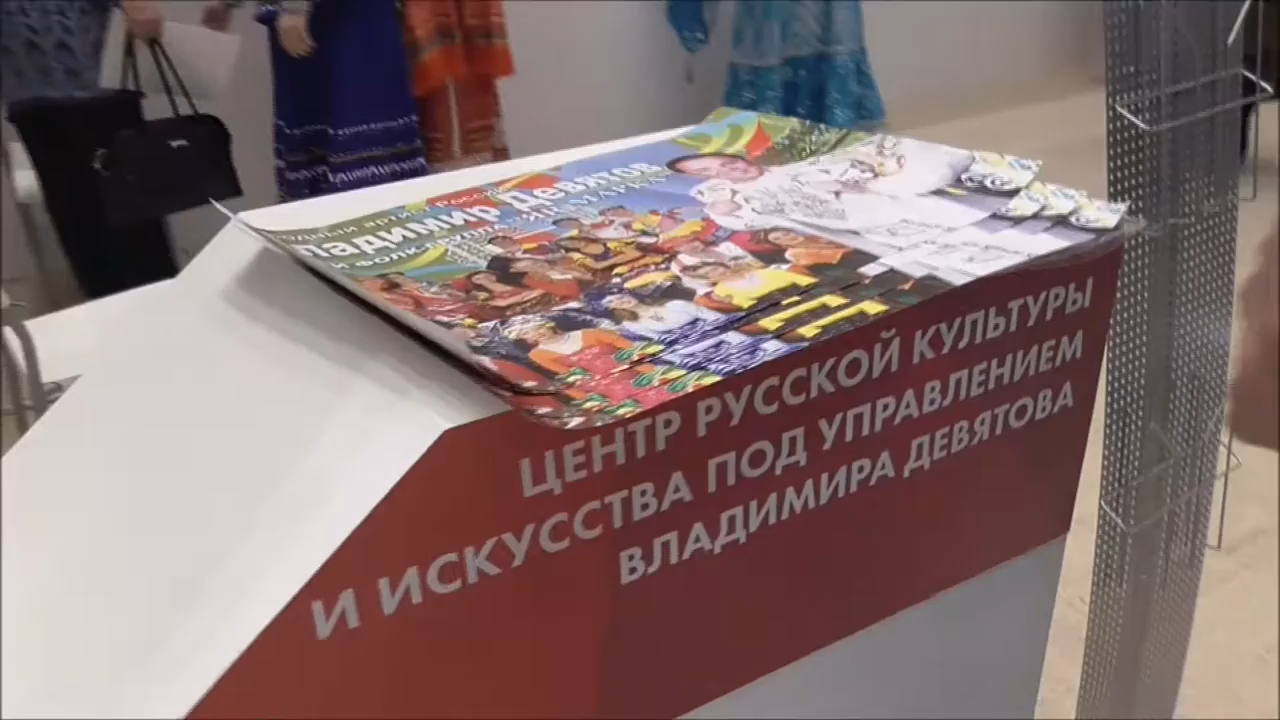 Владимир Девятов
ЦЕНТР РУССКОЙ КУЛЬТУРЫ
И ИСКУССТВА ПОД УПРАВЛЕНИЕМ
ВЛАДИМИРА ДЕВЯТОВА